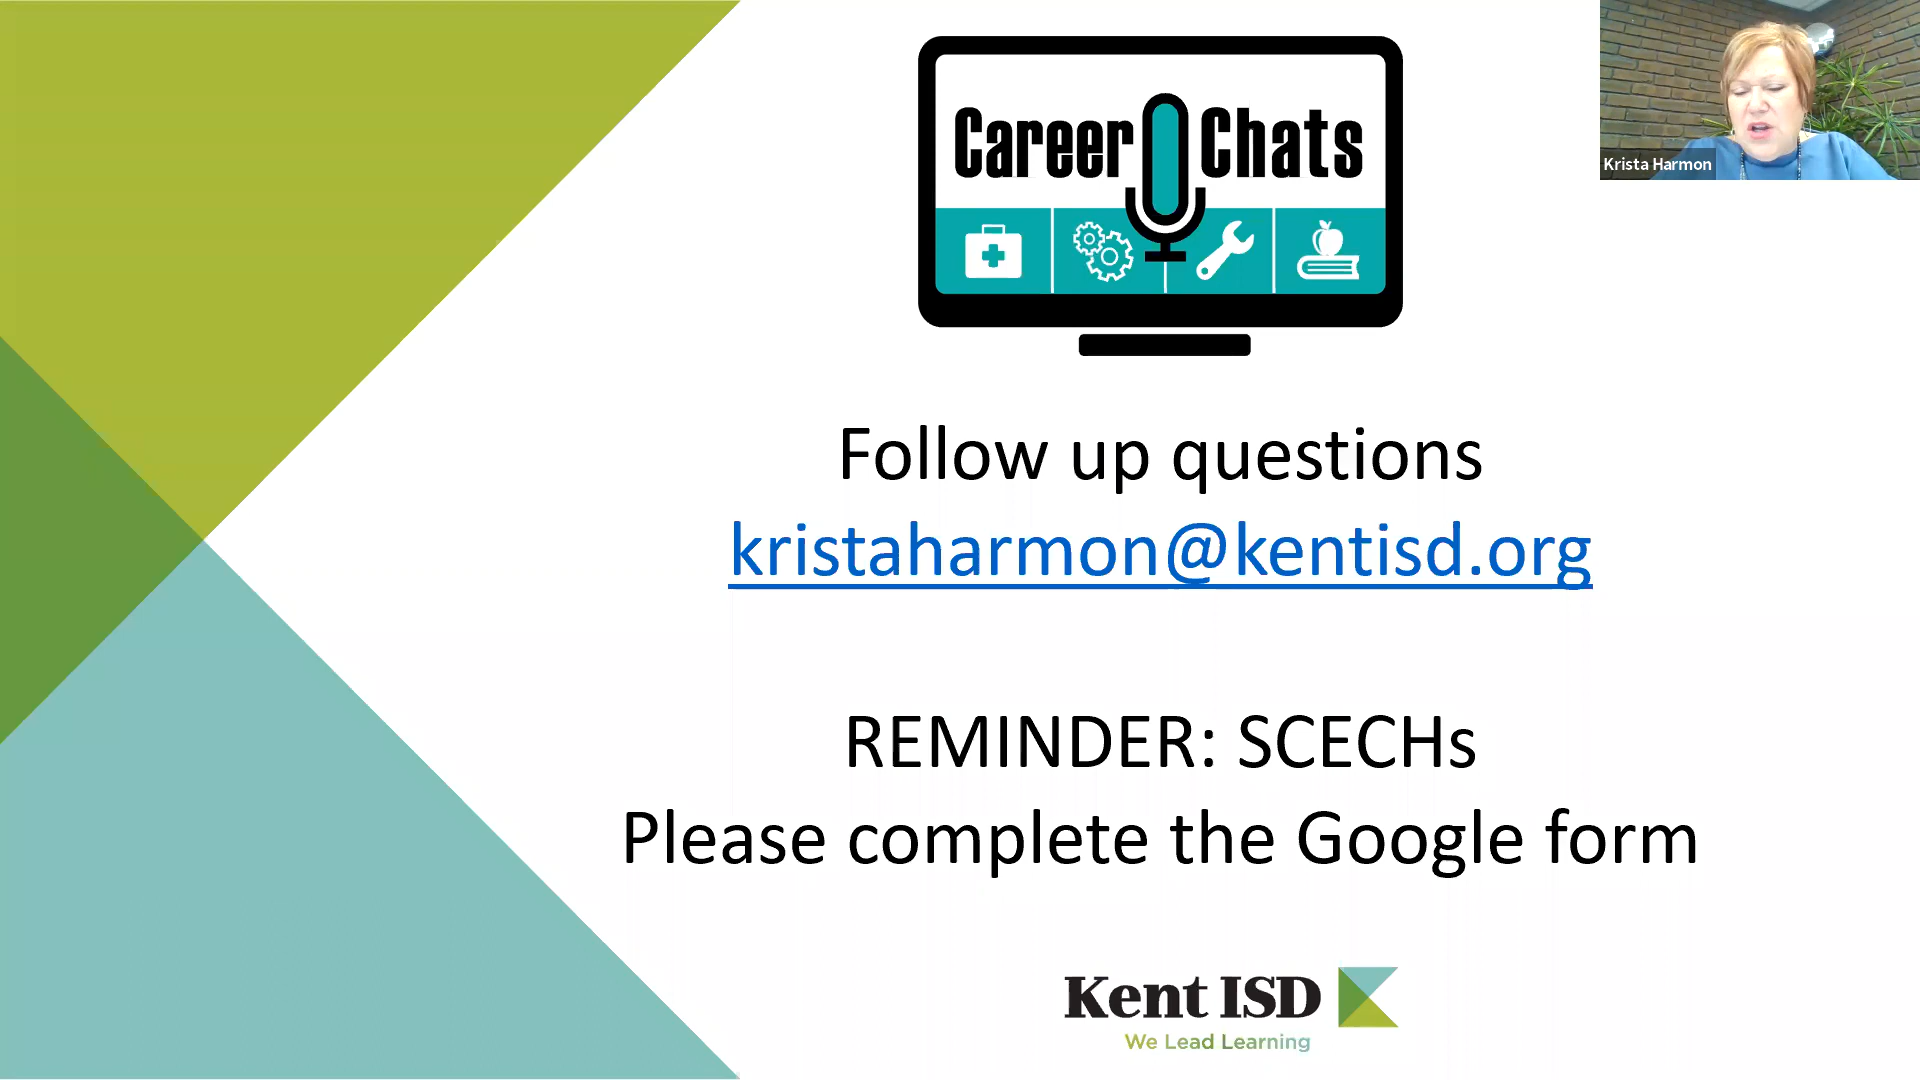 Career Chats
Krista Harmon
Follow up questions
kristaharmon@kentisd.org
REMINDER: SCECHs
Please complete the Google form
Kent ISD
We Lead Learning